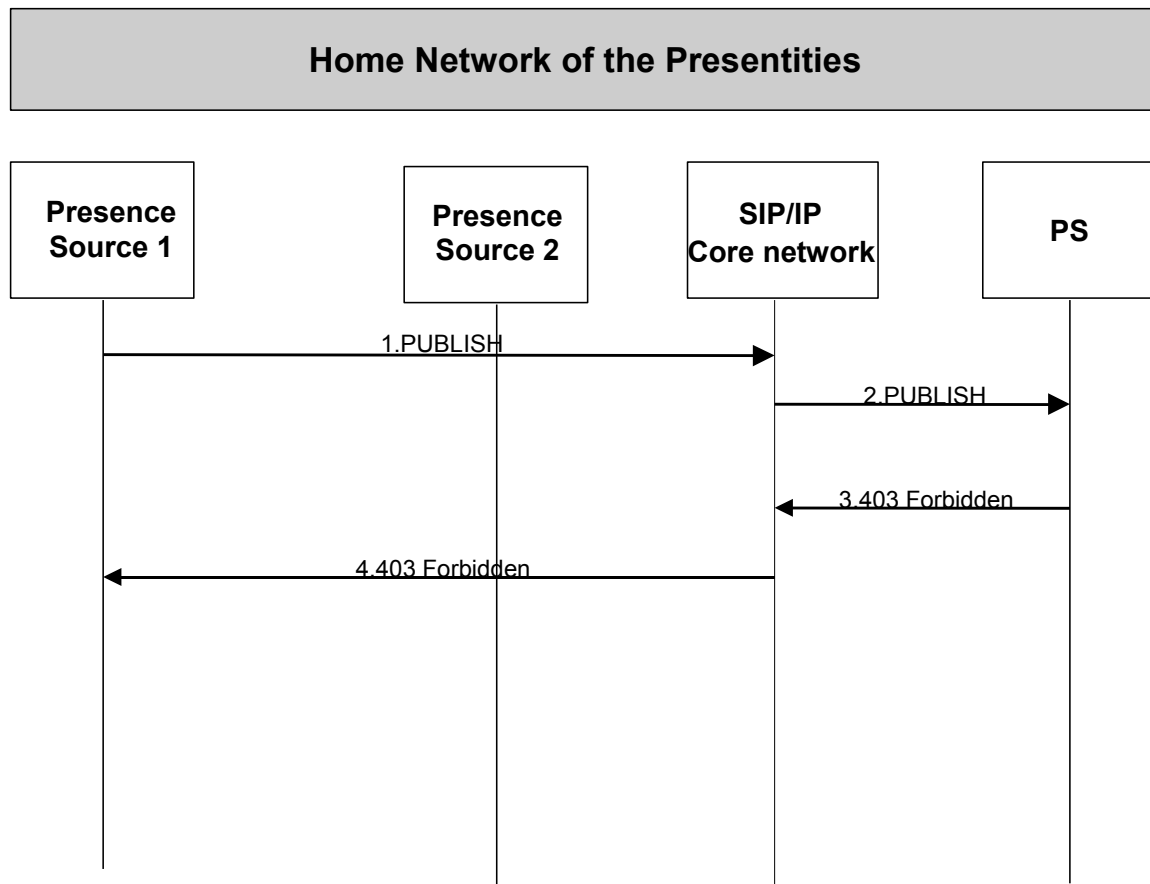 Home Network of the Presentities
Presence
Source 1
Presence
Source 2
SIP/IP
Core network
PS
1.PUBLISH
2.PUBLISH
3.403 Forbidden
4.403 Forbidden